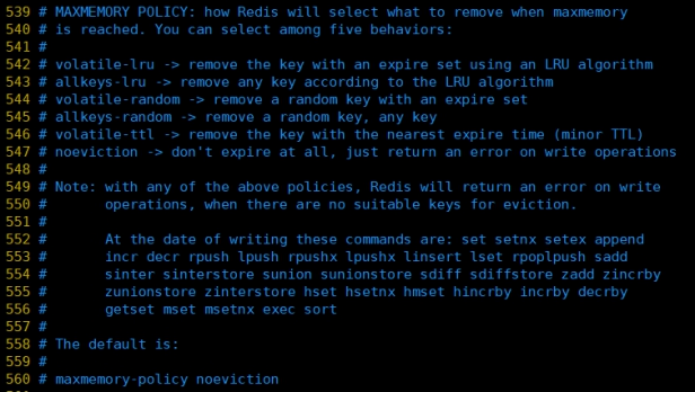 539 # MAXMEMORY POLICY: how Redis will select what to remove when maxmemory
540 # is reached. You can select among five behaviors:
541 #
542 # volatile-lru -> remove the key with an expire set using an LRU algorithm
543 # allkeys-lru -> remove any key according to the LRU algorithm
544 # volatile-random -> remove a random key with an expire set
545 # allkeys-random -> remove a random key, any key
546 # volatile-ttl -> remove the key with the nearest expire time (minor TTL)
547 # noeviction -> don't expire at all, just return an error on write operations
548 #
549 # Note: with any of the above policies, Redis will return an error on write
550 #       operations, when there are no suitable keys for eviction.
551 #
552 #       At the date of writing these commands are: set setnx setex append
553 #       incr decr rpush lpush rpushx lpushx linsert lset rpoplpush sadd
554 #       sinter sinterstore sunion sunionstore sdiff sdiffstore zadd zincrby
555 #       zunionstore zinterstore hset hsetnx hmset hincrby incrby decrby
556 #       getset mset msetnx exec sort
557 #
558 # The default is:
559 #
560 # maxmemory-policy noeviction